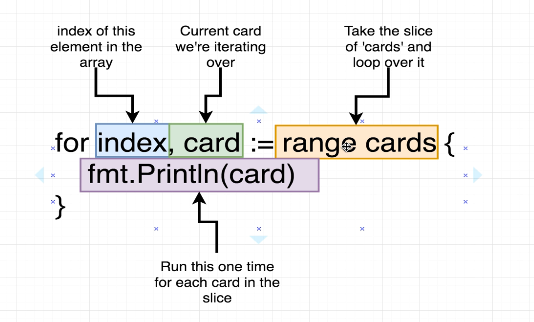 index of this
element in the
array
Current card
we're iterating
over
Take the slice
of 'cards' and
loop over it
for index, card := range cards {
fmt.Println(card)
}
Run this one time
for each card in the
slice